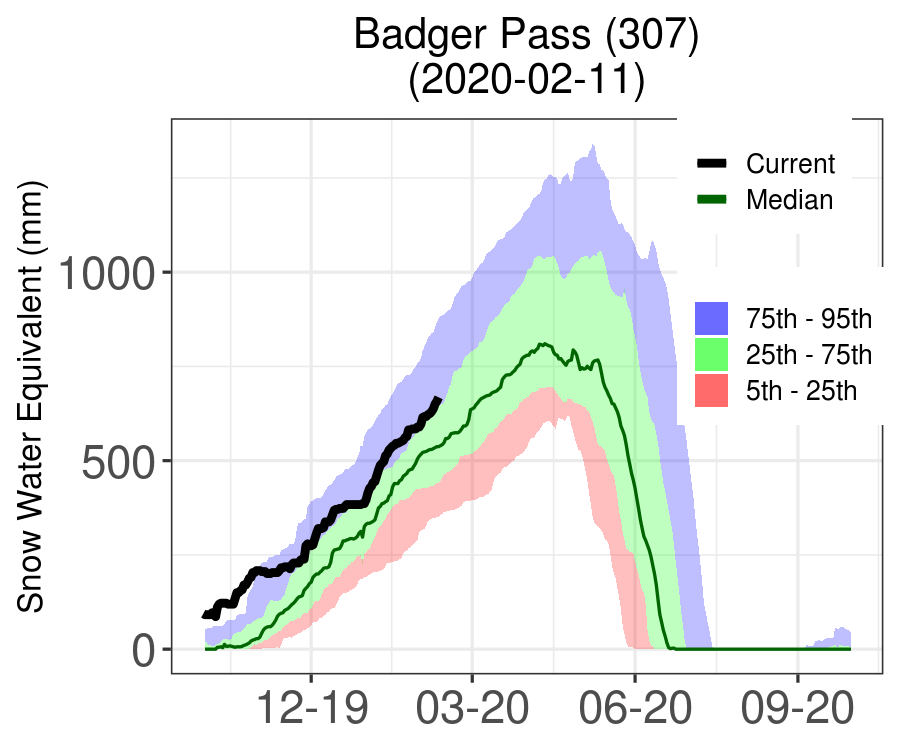 Badger Pass (307)
(2020-02-11)
Snow Water Equivalent (mm)
1000
500
0
12-19
03-20
06-20
09-20
Current
Median
75th - 95th
25th - 75th
5th - 25th